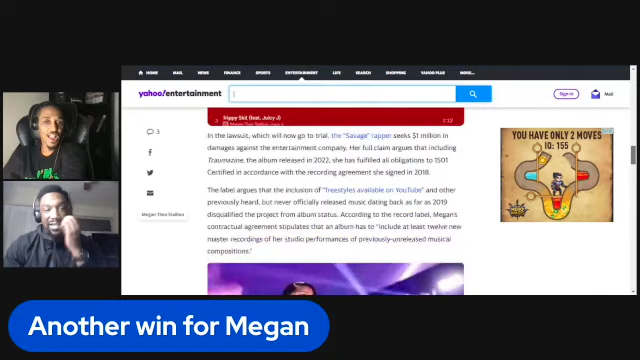 HOME MAIL NEWS FINANCE SPORTS ENTERTAINMENT LIFE SEARCH SHOPPING YAHOO PLUS MORE...
yahoo!entertainment
Sign in
Mail
3 Trippy Skit (feat. Juicy J) 1:12
Megan Thee Stallion
3
In the lawsuit, which will now go to trial, the "Savage" rapper seeks $1 million in
damages against the entertainment company. Her full claim argues that including
Traumazine, the album released in 2022, she has fulfilled all obligations to 1501
Certified in accordance with the recording agreement she signed in 2018.
The label argues that the inclusion of "freestyles available on YouTube" and other
previously heard, but never officially released music dating back as far as 2019
disqualified the project from album status. According to the record label, Megan's
contractual agreement stipulates that an album has to "include at least twelve new
master recordings of her studio performances of previously-unreleased musical
compositions."
Megan Thee Stallion
YOU HAVE ONLY 2 MOVES
IQ: 155
Another win for Megan